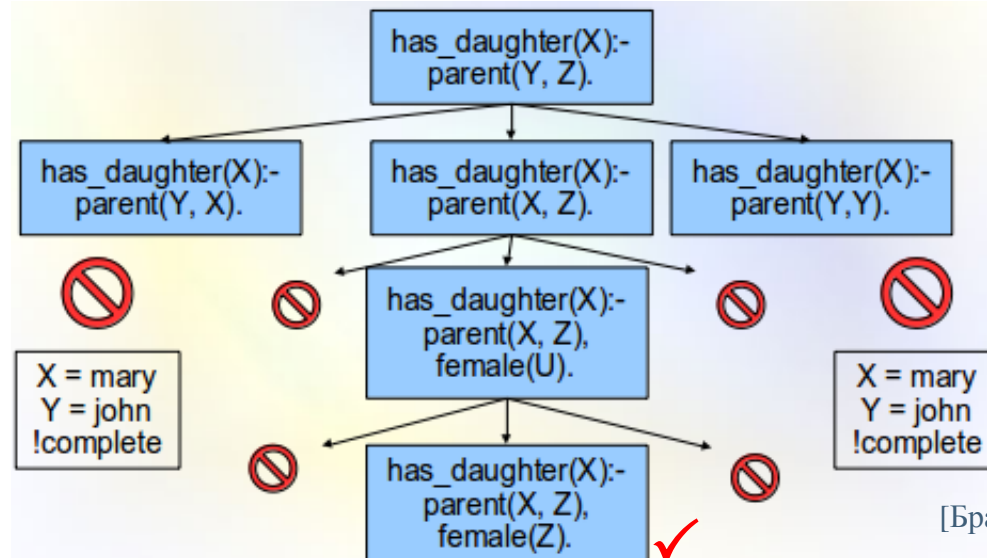 has_daughter(X):-
parent(Y, Z).
has_daughter(X):-
parent(Y, X).
has_daughter(X):-
parent(X, Z).
has_daughter(X):-
parent(Y,Y).
has_daughter(X):-
parent(X, Z),
female(U).
X = mary
Y = john
!complete
X = mary
Y = john
!complete
has_daughter(X):-
parent(X, Z),
female(Z).
[Бра